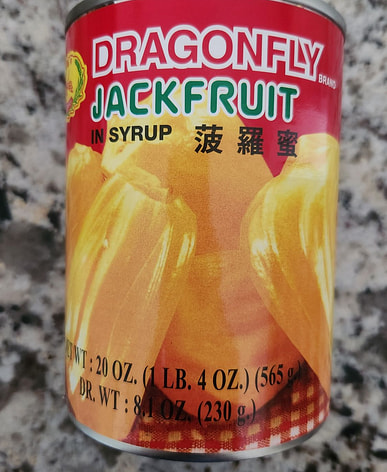 DRAGONFLY
BRAND
JACKFRUIT
IN SYRUP 菠羅蜜
WT : 20 OZ. (1 LB. 4 OZ.) (565 g.)
DR. WT : 8.1 OZ. (230 g.)